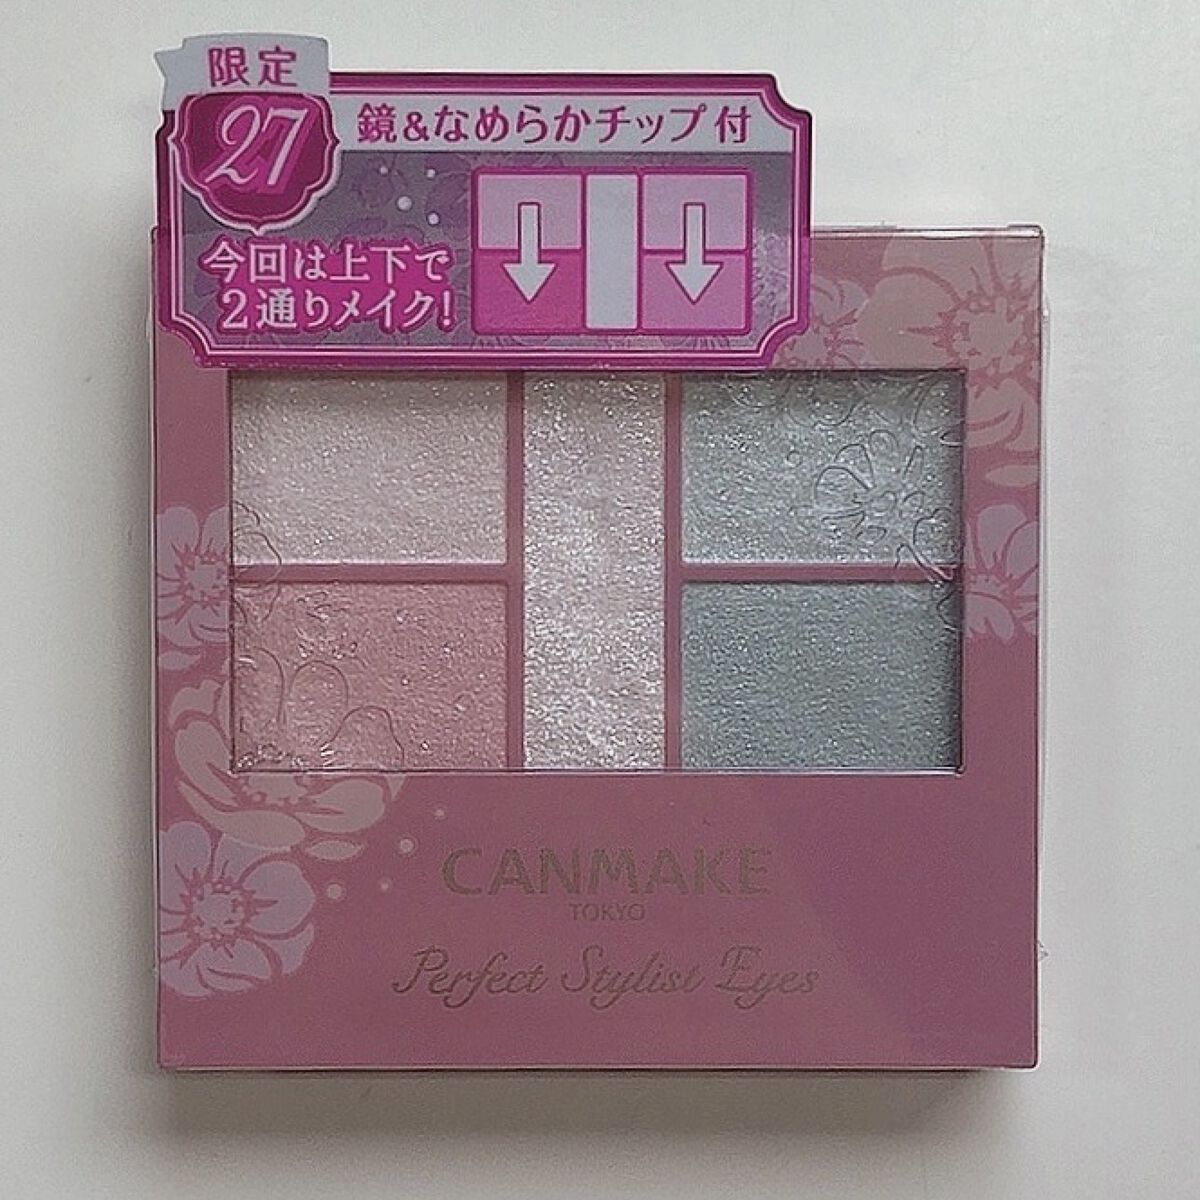 限定
27
鏡&なめらかチップ付
今回は上下で
2通りメイク!
CANMAKE
TOKYO
Perfect Stylist Eyes